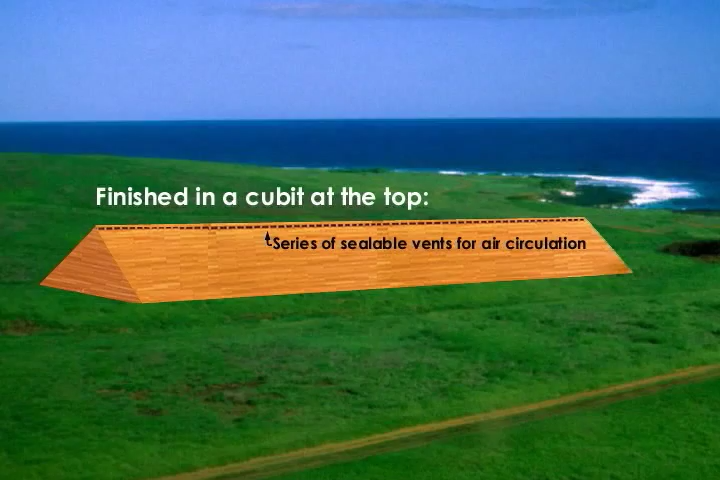 Finished in a cubit at the top:
Series of sealable vents for air circulation